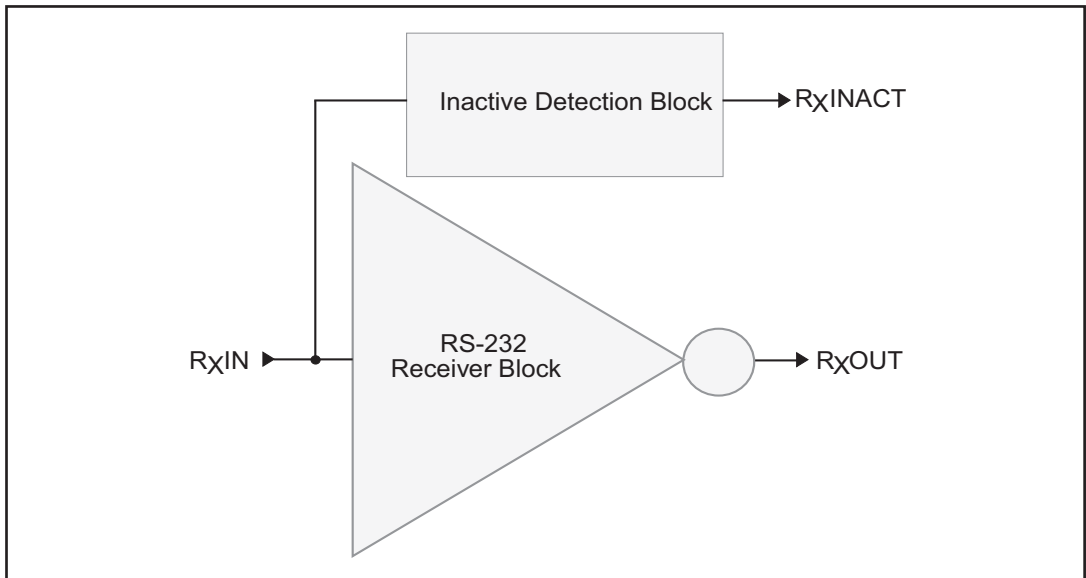 Inactive Detection Block
RXINACT
RXIN
RS-232
Receiver Block
RXOUT